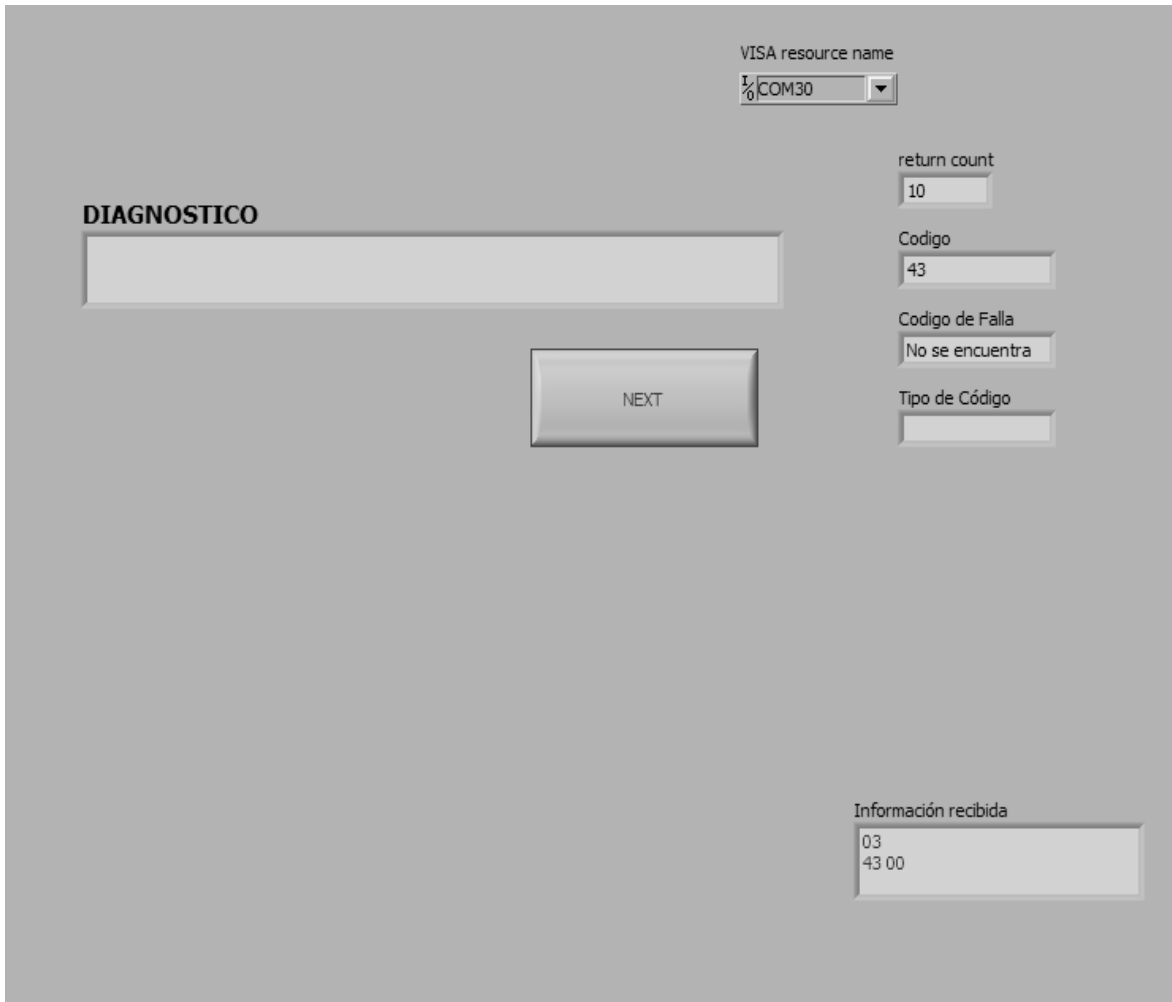 VISA resource name
I/O COM30
return count
10
DIAGNOSTICO
Codigo
43
Codigo de Falla
No se encuentra
NEXT
Tipo de Código
Información recibida
03
43 00